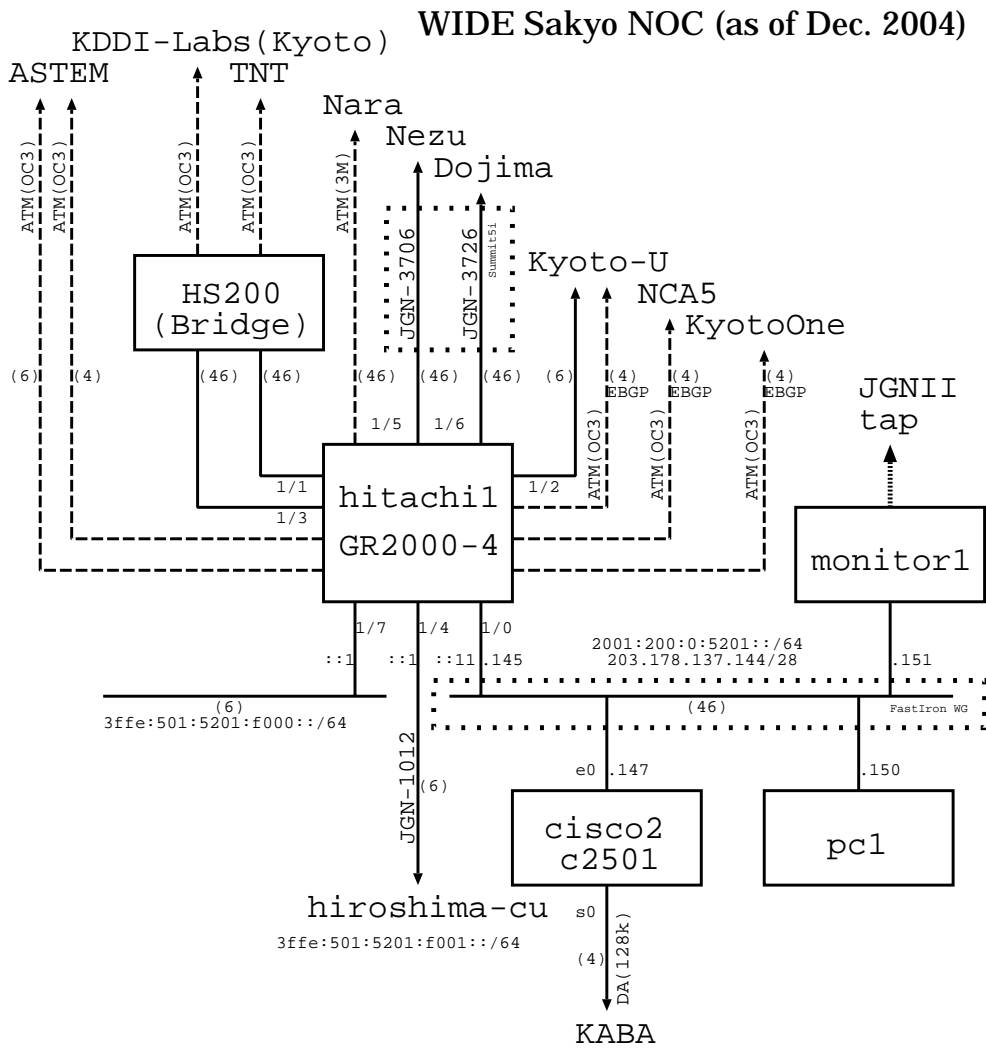 WIDE Sakyo NOC (as of Dec. 2004)
KDDI-Labs(Kyoto)
ASTEM
TNT
Nara
Nezu
Dojima
ATM(OC3)
ATM(OC3)
ATM(OC3)
ATM(OC3)
ATM(3M)
JGN-3706
JGN-3726
Summit5i
Kyoto-U
NCA5
KyotoOne
HS200
(Bridge)
(6)
(4)
(46)
(46)
(46)
(46)
(46)
(6)
(4)
EBGP
(4)
EBGP
(4)
EBGP
JGNII
tap
1/5
1/6
ATM(OC3)
ATM(OC3)
ATM(OC3)
1/1
1/3
1/2
hitachi1
GR2000-4
monitor1
1/7
1/4
1/0
::1
::1
::11
.145
2001:200:0:5201::/64
203.178.137.144/28
.151
(6)
3ffe:501:5201:f000::/64
(46)
FastIron WG
JGN-1012
(6)
e0
.147
.150
cisco2
c2501
pc1
hiroshima-cu
3ffe:501:5201:f001::/64
s0
(4)
DA(128k)
KABA